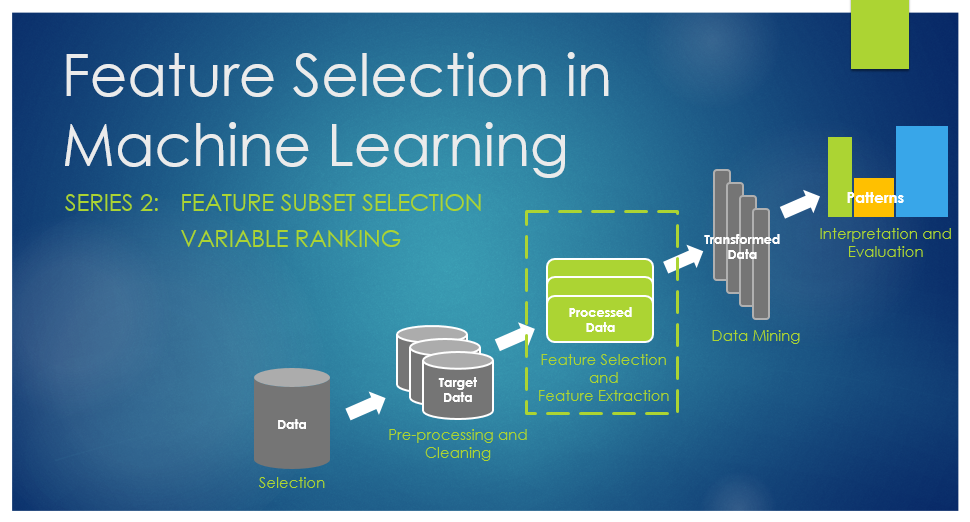 Feature Selection in
Machine Learning
SERIES 2: FEATURE SUBSET SELECTION
VARIABLE RANKING
Patterns
Interpretation and
Evaluation
Transformed
Data
Data Mining
Processed
Data
Feature Selection
and
Feature Extraction
Target
Data
Pre-processing and
Cleaning
Data
Selection